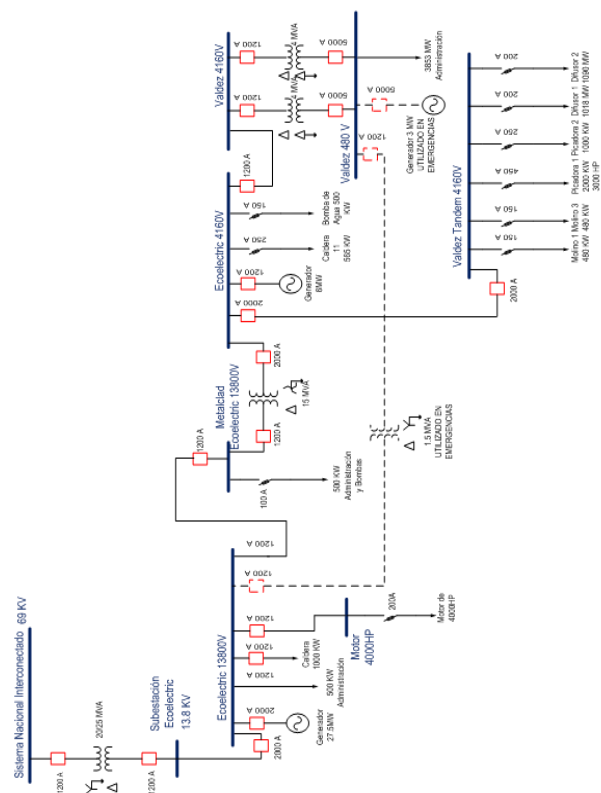 Sistema Nacional Interconectado  69 KV
1200 A
20/25 MVA
1200 A
Subestación
Ecoelectric
13.8 KV
2000 A
Ecoelectric 13800V
2000 A
Generador
27.5MW
1200 A
500 KW
Administración
1200 A
Caldera
1000 KW
1200 A
Motor
4000HP
200A
Motor de
4000HP
1200 A
1200 A
1200 A
Metalclad
Ecoelectric 13800V
100 A
500 KW
Administración
y Bombas
1200 A
15 MVA
2000 A
1.5 MVA
UTILIZADO EN
EMERGENCIAS
Ecoelectric 4160V
2000 A
1200 A
Generador
6MW
250 A
Caldera
11
565 KW
150 A
Bomba de
Agua 500
KW
1200 A
Valdez 4160V
1200 A
4 MVA
5000 A
1200 A
4 MVA
5000 A
Valdez 480 V
1200 A
5000 A
Generador 3 MW
UTILIZADO EN
EMERGENCIAS
3853 MW
Administración
2000 A
Valdez Tandem 4160V
150 A
Molino 1
480 KW
150 A
Molino 3
480 KW
450 A
Picadora 1
2000 KW
3000 HP
250 A
Picadora 2
1000 KW
200 A
Difusor 1
1018 MW
200 A
Difusor 2
1090 MW